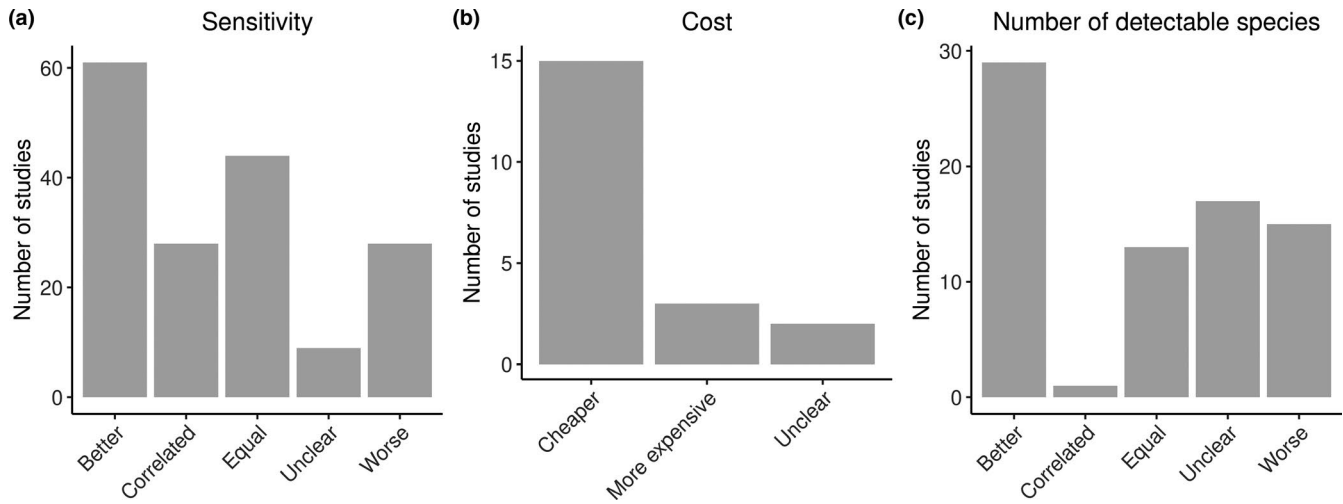 (a)
Sensitivity
Number of studies
60
40
20
0
Better
Correlated
Equal
Unclear
Worse
(b)
Cost
Number of studies
15
10
5
0
Cheaper
More expensive
Unclear
(c)
Number of detectable species
Number of studies
30
20
10
0
Better
Correlated
Equal
Unclear
Worse